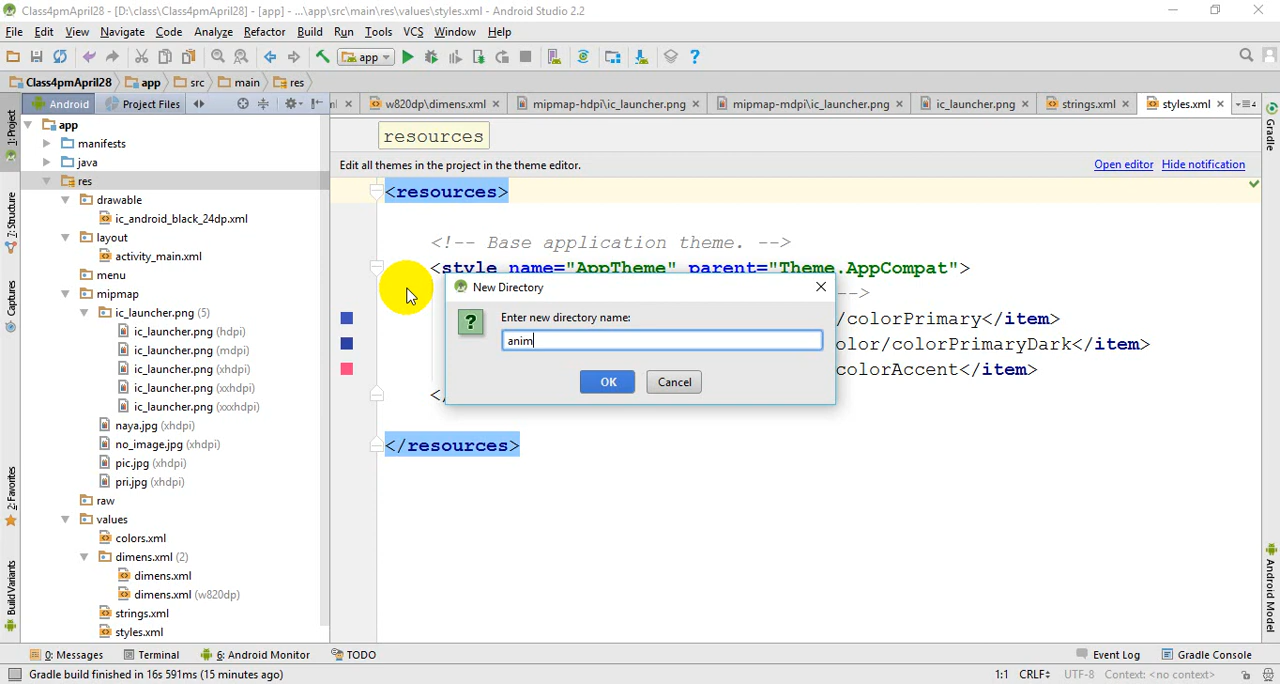 Class4pmApril28 - [D:\class\Class4pmApril28] - [app] - ...\app\src\main\res\values\styles.xml - Android Studio 2.2
File Edit View Navigate Code Analyze Refactor Build Run Tools VCS Window Help
app
Class4pmApril28 app src main res
Android Project Files w820dp\dimens.xml mipmap-hdpi\ic_launcher.png mipmap-mdpi\ic_launcher.png ic_launcher.png strings.xml styles.xml
1: Project
7: Structure
Captures
2: Favorites
Build Variants
app
manifests
java
res
drawable
ic_android_black_24dp.xml
layout
activity_main.xml
menu
mipmap
ic_launcher.png (5)
ic_launcher.png (hdpi)
ic_launcher.png (mdpi)
ic_launcher.png (xhdpi)
ic_launcher.png (xxhdpi)
ic_launcher.png (xxxhdpi)
naya.jpg (xhdpi)
no_image.jpg (xhdpi)
pic.jpg (xhdpi)
pri.jpg (xhdpi)
raw
values
colors.xml
dimens.xml (2)
dimens.xml
dimens.xml (w820dp)
strings.xml
styles.xml
resources
Edit all themes in the project in the theme editor. Open editor Hide notification
<resources>
<!-- Base application theme. -->
<style name="AppTheme" parent="Theme.AppCompat">
-->
/colorPrimary</item>
olor/colorPrimaryDark</item>
colorAccent</item>
</
</resources>
New Directory
Enter new directory name:
anim
OK Cancel
Gradle
Android Model
0: Messages Terminal 6: Android Monitor TODO Event Log Gradle Console
Gradle build finished in 16s 591ms (15 minutes ago) 1:1 CRLF UTF-8 Context: <no context>